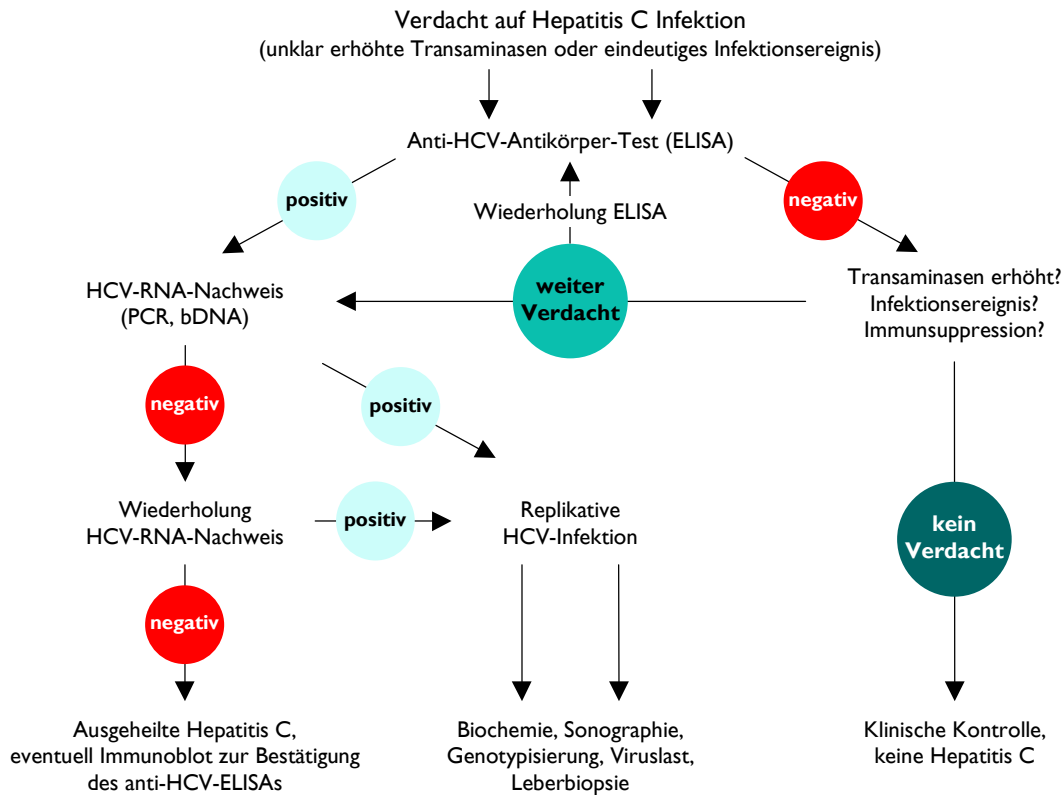 Verdacht auf Hepatitis C Infektion
(unklar erhöhte Transaminasen oder eindeutiges Infektionsereignis)
Anti-HCV-Antikörper-Test (ELISA)
positiv
Wiederholung ELISA
negativ
weiter
Verdacht
HCV-RNA-Nachweis
(PCR, bDNA)
Transaminasen erhöht?
Infektionsereignis?
Immunsuppression?
negativ
positiv
Wiederholung
HCV-RNA-Nachweis
positiv
Replikative
HCV-Infektion
kein
Verdacht
negativ
Ausgeheilte Hepatitis C,
eventuell Immunoblot zur Bestätigung
des anti-HCV-ELISAs
Biochemie, Sonographie,
Genotypisierung, Viruslast,
Leberbiopsie
Klinische Kontrolle,
keine Hepatitis C